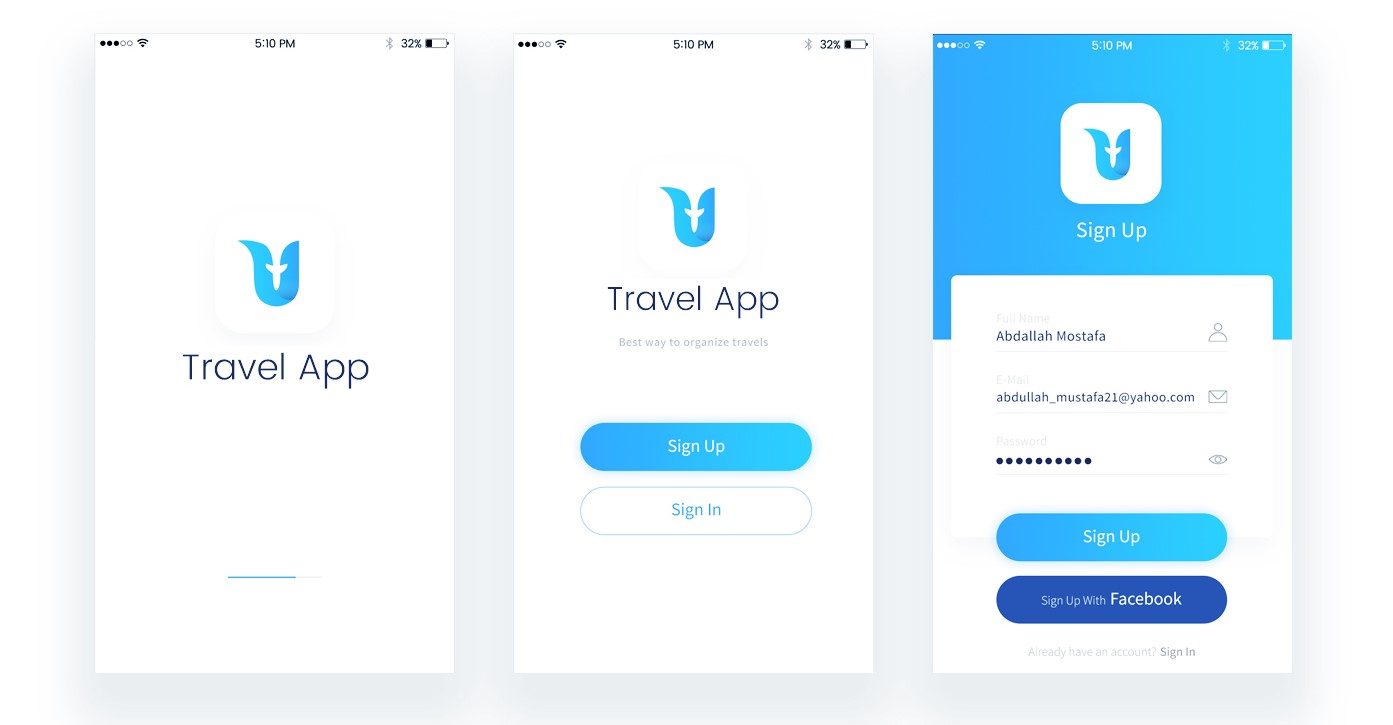 5:10 PM 32%
Travel App
5:10 PM 32%
Travel App
Best way to organize travels
Sign Up
Sign In
5:10 PM 32%
Sign Up
Full Name
Abdallah Mostafa
E-Mail
abdullah_mustafa21@yahoo.com
Password
Sign Up
Sign Up With Facebook
Already have an account? Sign In